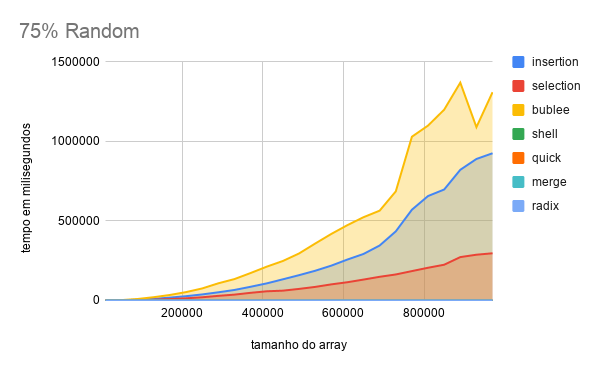 75% Random
1500000
1000000
500000
0
tempo em milisegundos
200000 400000 600000 800000
tamanho do array
insertion
selection
bublee
shell
quick
merge
radix